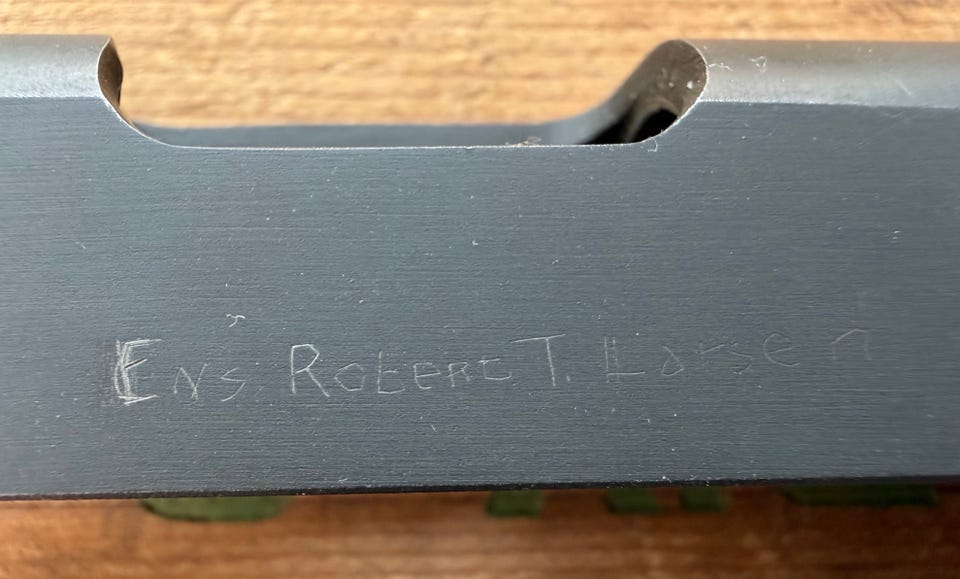 Ens. Robert T. Larsen